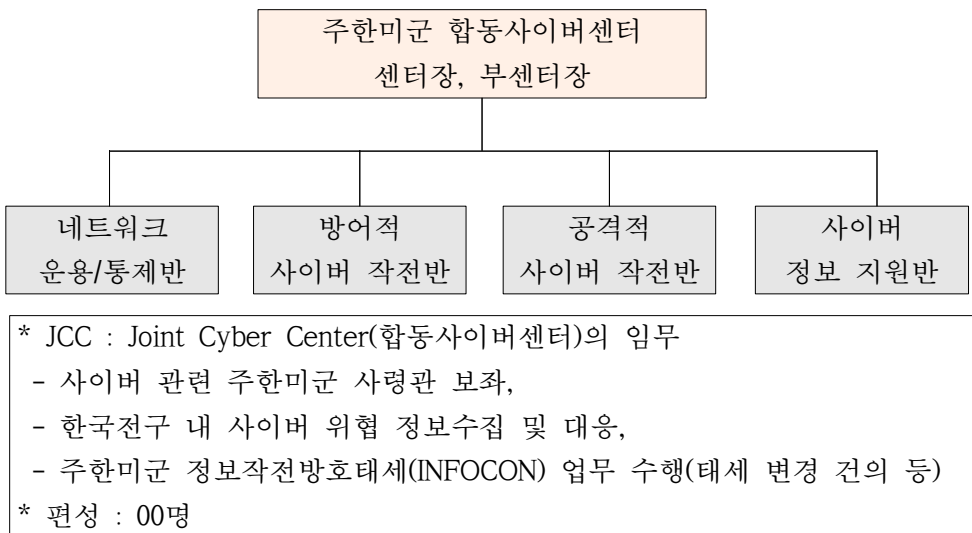 주한미군 합동사이버센터
센터장, 부센터장
네트워크
운용/통제반
방어적
사이버 작전반
공격적
사이버 작전반
사이버
정보 지원반
* JCC : Joint Cyber Center(합동사이버센터)의 임무
- 사이버 관련 주한미군 사령관 보좌,
- 한국전구 내 사이버 위협 정보수집 및 대응,
- 주한미군 정보작전방호태세(INFOCON) 업무 수행(태세 변경 건의 등)
* 편성 : 00명